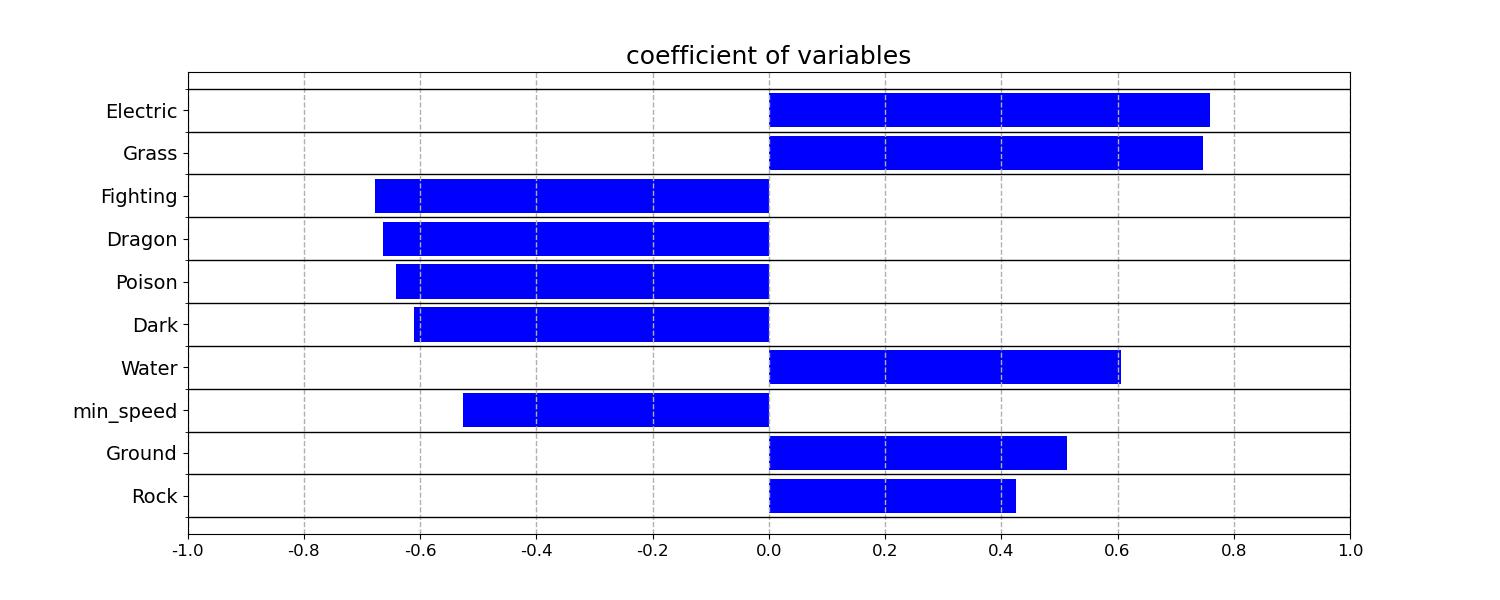 coefficient of variables
Electric
Grass
Fighting
Dragon
Poison
Dark
Water
min_speed
Ground
Rock
-1.0 -0.8 -0.6 -0.4 -0.2 0.0 0.2 0.4 0.6 0.8 1.0